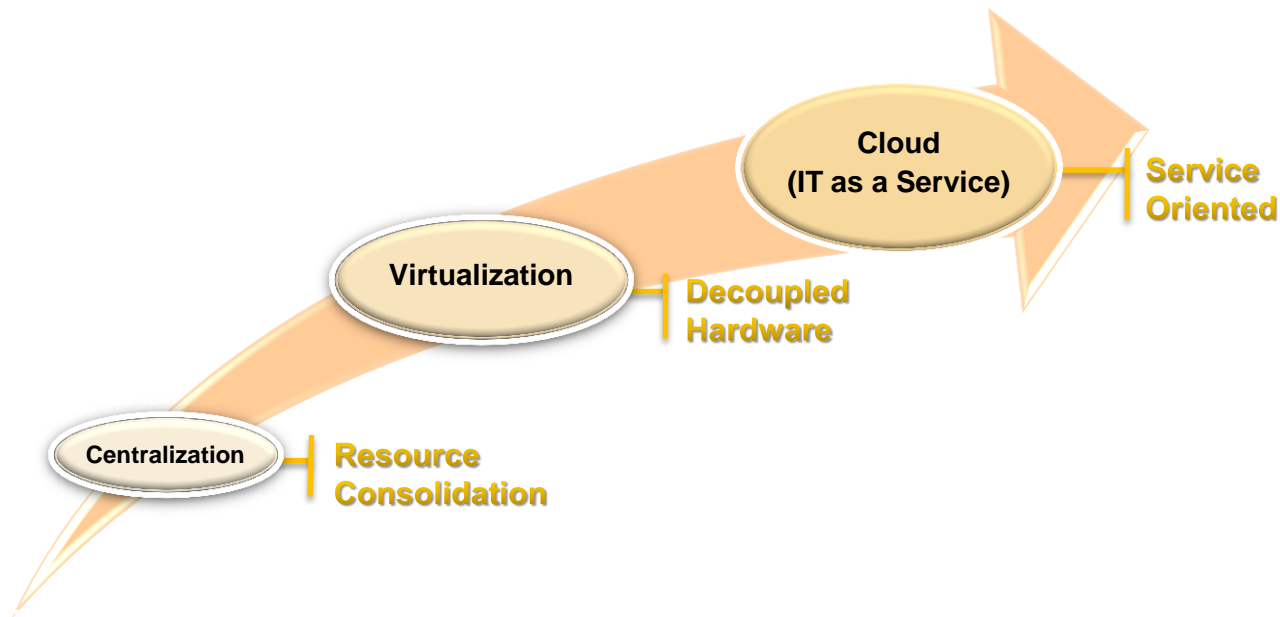 Cloud
(IT as a Service)
Service
Oriented
Virtualization
Decoupled
Hardware
Centralization
Resource
Consolidation